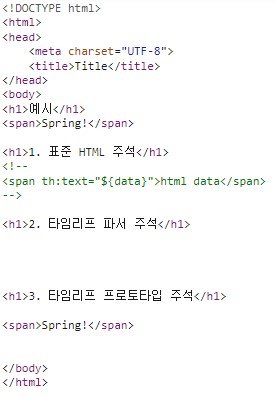 <!DOCTYPE html>
<html>
<head>
    <meta charset="UTF-8">
    <title>Title</title>
</head>
<body>
<h1>예시</h1>
<span>Spring!</span>
<h1>1. 표준 HTML 주석</h1>
<!--
<span th:text="${data}">html data</span>
-->
<h1>2. 타임리프 파서 주석</h1>
<h1>3. 타임리프 프로토타입 주석</h1>
<span>Spring!</span>
</body>
</html>